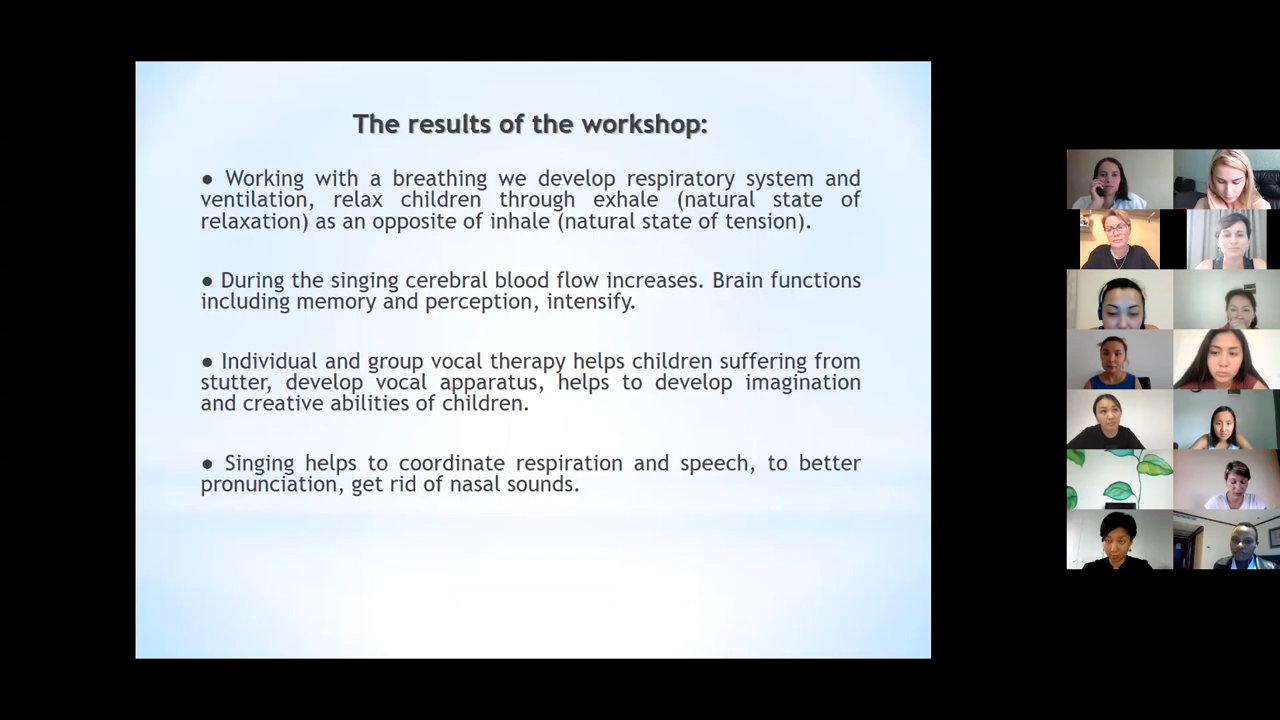 The results of the workshop:
● Working with a breathing we develop respiratory system and
ventilation, relax children through exhale (natural state of
relaxation) as an opposite of inhale (natural state of tension).
● During the singing cerebral blood flow increases. Brain functions
including memory and perception, intensify.
● Individual and group vocal therapy helps children suffering from
stutter, develop vocal apparatus, helps to develop imagination
and creative abilities of children.
● Singing helps to coordinate respiration and speech, to better
pronunciation, get rid of nasal sounds.